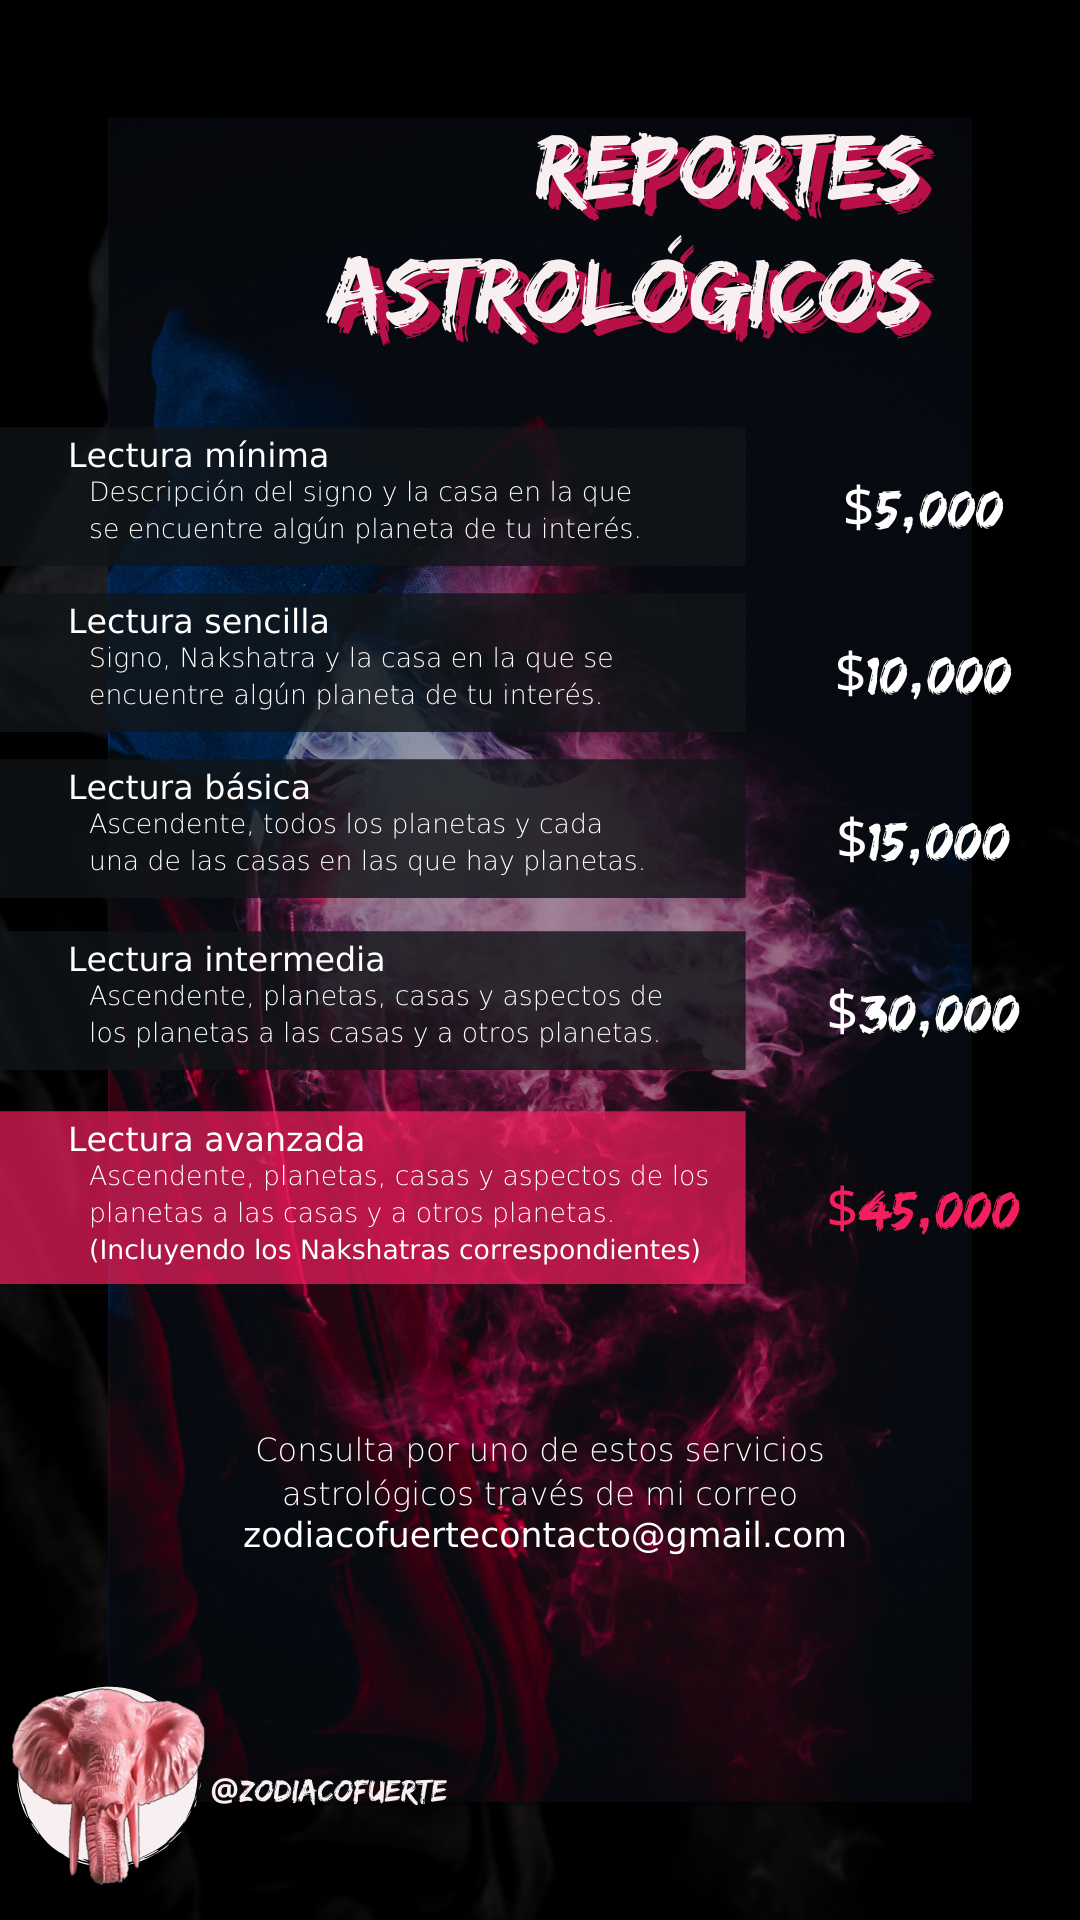 REPORTES
ASTROLÓGICOS
Lectura mínima
Descripción del signo y la casa en la que
se encuentre algún planeta de tu interés.
$5,000
Lectura sencilla
Signo, Nakshatra y la casa en la que se
encuentre algún planeta de tu interés.
$10,000
Lectura básica
Ascendente, todos los planetas y cada
una de las casas en las que hay planetas.
$15,000
Lectura intermedia
Ascendente, planetas, casas y aspectos de
los planetas a las casas y a otros planetas.
$30,000
Lectura avanzada
Ascendente, planetas, casas y aspectos de los
planetas a las casas y a otros planetas.
(Incluyendo los Nakshatras correspondientes)
$45,000
Consulta por uno de estos servicios
astrológicos través de mi correo
zodiacofuertecontacto@gmail.com
@ZODIACOFUERTE